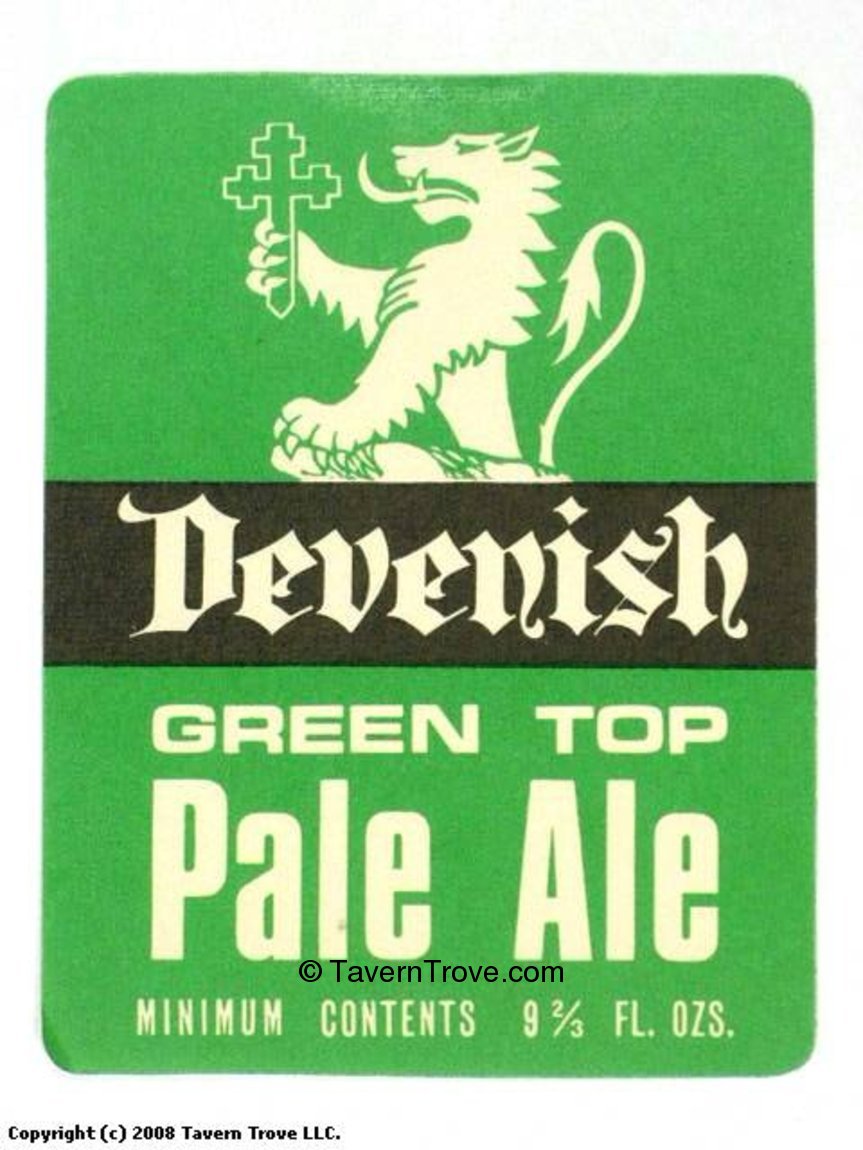 Devenish
GREEN TOP
Pale Ale
© TavernTrove.com
MINIMUM CONTENTS 9 ⅔ FL. OZS.
Copyright (c) 2008 Tavern Trove LLC.